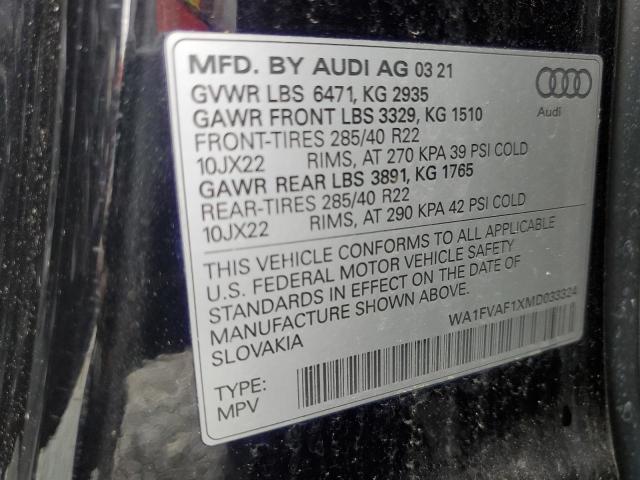 MFD. BY AUDI AG 03 21
GVWR LBS 6471, KG 2935
GAWR FRONT LBS 3329, KG 1510
FRONT-TIRES 285/40 R22
10JX22 RIMS, AT 270 KPA 39 PSI COLD
GAWR REAR LBS 3891, KG 1765
REAR-TIRES 285/40 R22
10JX22 RIMS, AT 290 KPA 42 PSI COLD
Audi
THIS VEHICLE CONFORMS TO ALL APPLICABLE
U.S. FEDERAL MOTOR VEHICLE SAFETY
STANDARDS IN EFFECT ON THE DATE OF
MANUFACTURE SHOWN ABOVE.
SLOVAKIA
WA1FVAF1XMD033324
TYPE:
MPV